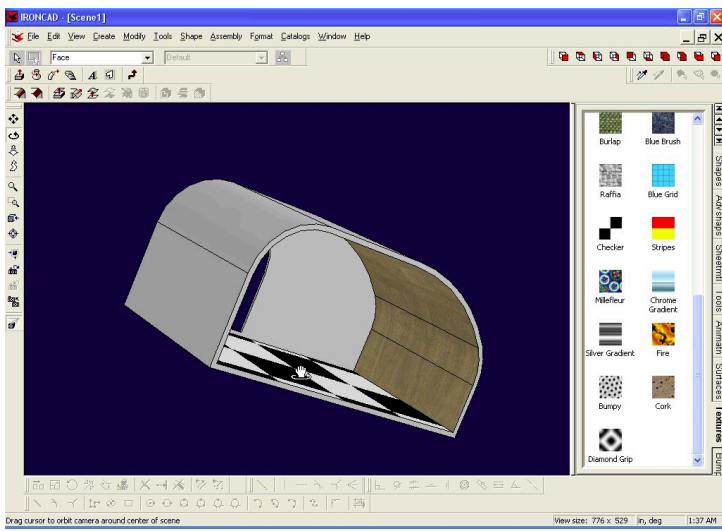 IRONCAD - [Scene1]
File Edit View Create Modify Tools Shape Assembly Format Catalogs Window Help
Face
Default
A
Burlap Blue Brush
Raffia Blue Grid
Checker Stripes
Millefleur Chrome Gradient
Silver Gradient Fire
Bumpy Cork
Diamond Grip
Shapes
Adv shaps
Sheetmtl
Tools
Animatn
Surfaces
Textures
Bump
Drag cursor to orbit camera around center of scene
View size: 776 x 529 in, deg 1:37 AM